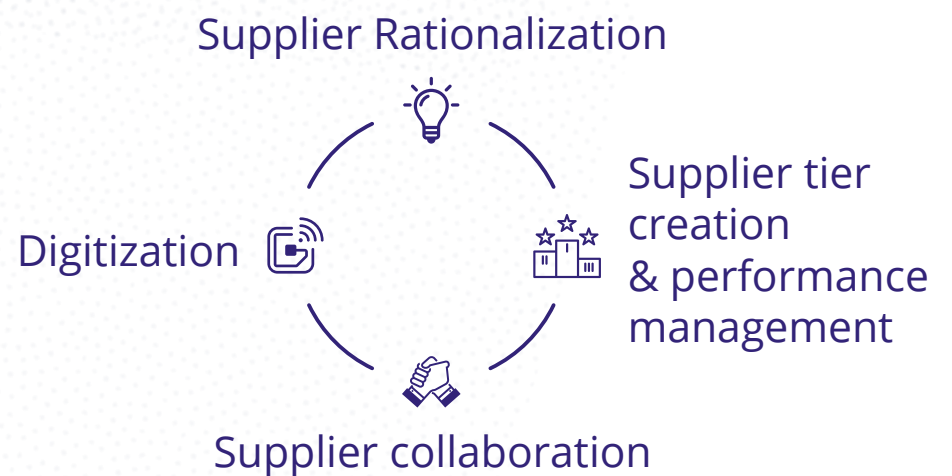 Supplier Rationalization
Supplier tier
creation
& performance
management
Digitization
Supplier collaboration